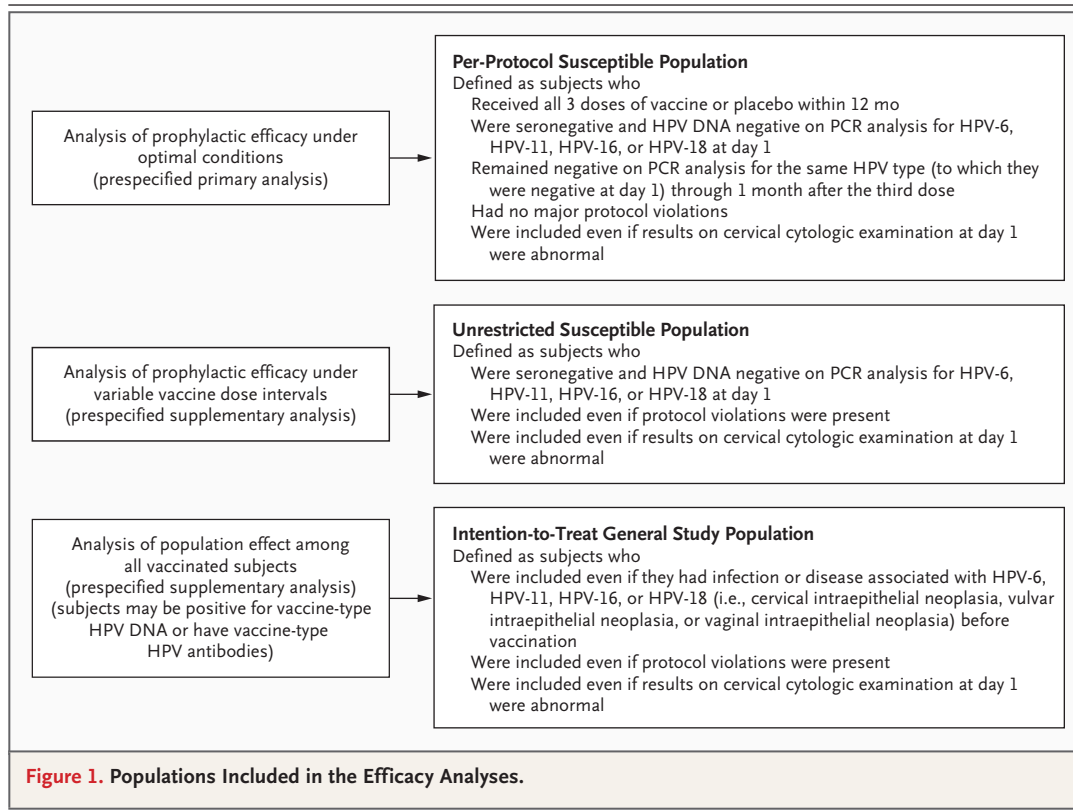 Analysis of prophylactic efficacy under
optimal conditions
(prespecified primary analysis)
Per-Protocol Susceptible Population
Defined as subjects who
Received all 3 doses of vaccine or placebo within 12 mo
Were seronegative and HPV DNA negative on PCR analysis for HPV-6,
HPV-11, HPV-16, or HPV-18 at day 1
Remained negative on PCR analysis for the same HPV type (to which they
were negative at day 1) through 1 month after the third dose
Had no major protocol violations
Were included even if results on cervical cytologic examination at day 1
were abnormal
Analysis of prophylactic efficacy under
variable vaccine dose intervals
(prespecified supplementary analysis)
Unrestricted Susceptible Population
Defined as subjects who
Were seronegative and HPV DNA negative on PCR analysis for HPV-6,
HPV-11, HPV-16, or HPV-18 at day 1
Were included even if protocol violations were present
Were included even if results on cervical cytologic examination at day 1
were abnormal
Analysis of population effect among
all vaccinated subjects
(prespecified supplementary analysis)
(subjects may be positive for vaccine-type
HPV DNA or have vaccine-type
HPV antibodies)
Intention-to-Treat General Study Population
Defined as subjects who
Were included even if they had infection or disease associated with HPV-6,
HPV-11, HPV-16, or HPV-18 (i.e., cervical intraepithelial neoplasia, vulvar
intraepithelial neoplasia, or vaginal intraepithelial neoplasia) before
vaccination
Were included even if protocol violations were present
Were included even if results on cervical cytologic examination at day 1
were abnormal
Figure 1. Populations Included in the Efficacy Analyses.